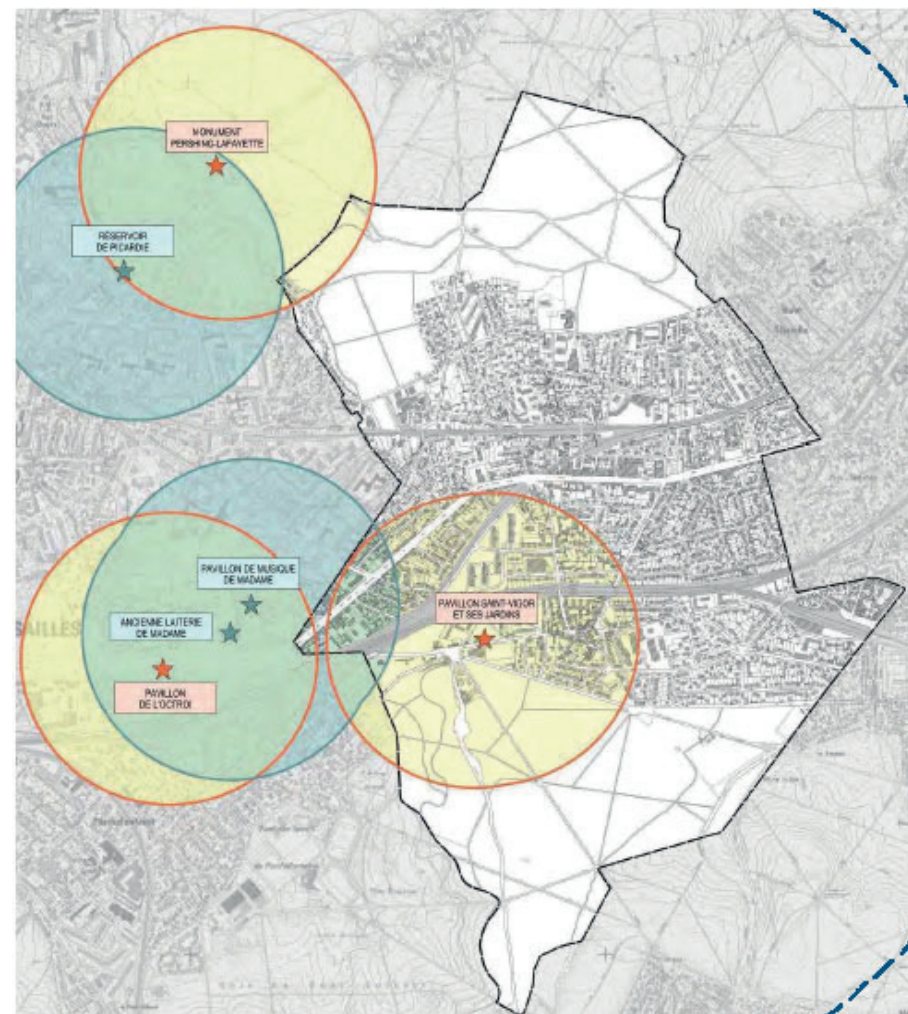 MONUMENT
PERSHING-LAFAYETTE
RÉSERVOIR
DE PICARDIE
PAVILLON DE MUSIQUE
DE MADAME
ANCIENNE LAITERIE
DE MADAME
PAVILLON SAINT-VIGOR
ET SES JARDINS
SAILLES
PAVILLON
DE L'OCTROI